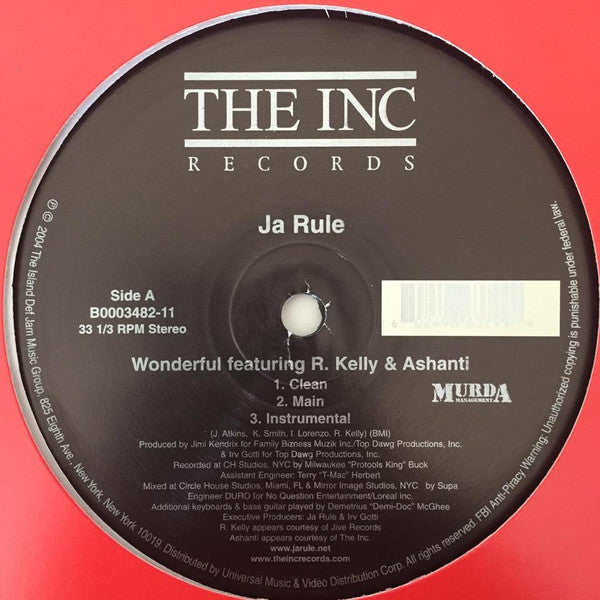 THE INC
RECORDS
Ja Rule
Side A
B0003482-11
33 1/3 RPM Stereo
Wonderful featuring R. Kelly & Ashanti
1. Clean
2. Main
3. Instrumental
MURDA
MANAGEMENT
(J. Atkins, K. Smith, I. Lorenzo, R. Kelly) (BMI)
Produced by Jimi Kendrix for Family Bizness Muzik Inc./Top Dawg Productions, Inc.
& Irv Gotti for Top Dawg Productions, Inc.
Recorded at CH Studios, NYC by Milwaukee "Protools King" Buck
Assistant Engineer: Terry "T-Mac" Herbert
Mixed at Circle House Studios, Miami, FL & Mirror Image Studios, NYC by Supa
Engineer DURO for No Question Entertainment/Loreal Inc.
Additional keyboards & bass guitar played by Demetrius "Demi-Doc" McGhee
Executive Producers: Ja Rule & Irv Gotti
R. Kelly appears courtesy of Jive Records
Ashanti appears courtesy of The Inc.
www.jarule.net
www.theincrecords.com
℗ © 2004 The Island Def Jam Music Group, 825 Eighth Ave., New York, New York 10019. Distributed by Universal Music & Video Distribution Corp. All rights reserved. FBI Anti-Piracy Warning: Unauthorized copying is punishable under federal law.